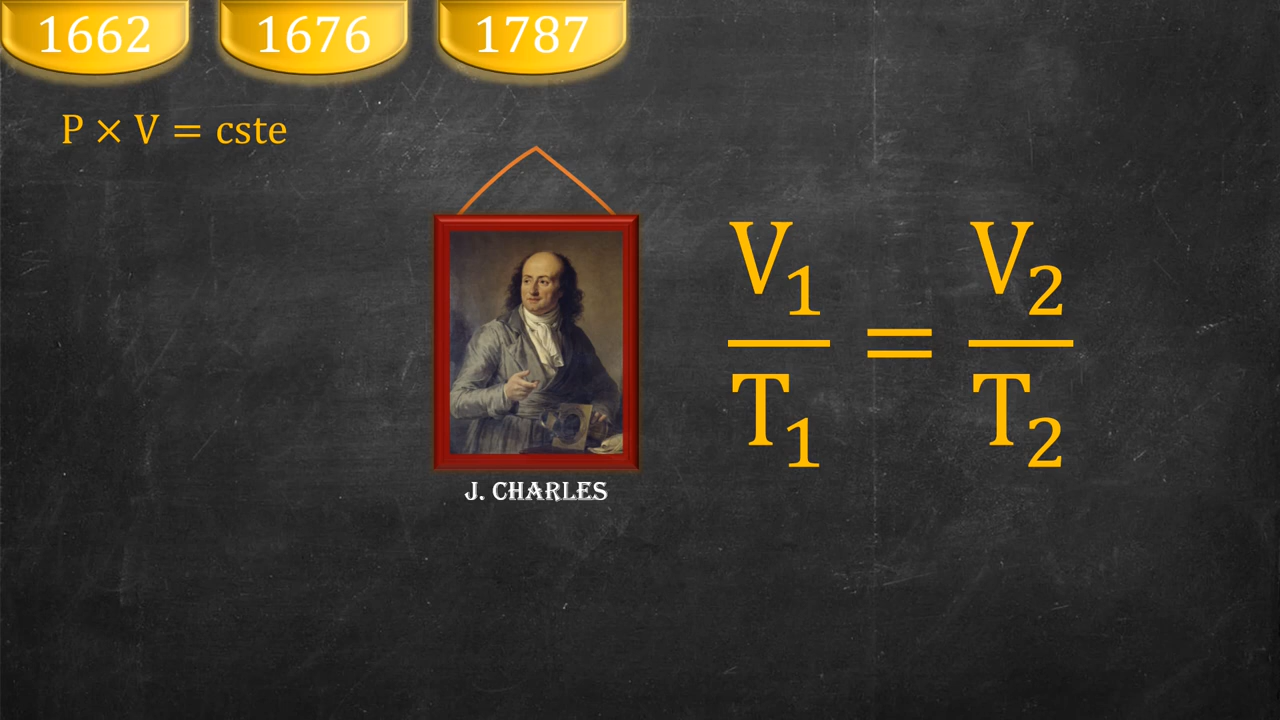 1662 1676 1787
P × V = cste
V₁/T₁ = V₂/T₂
J. CHARLES